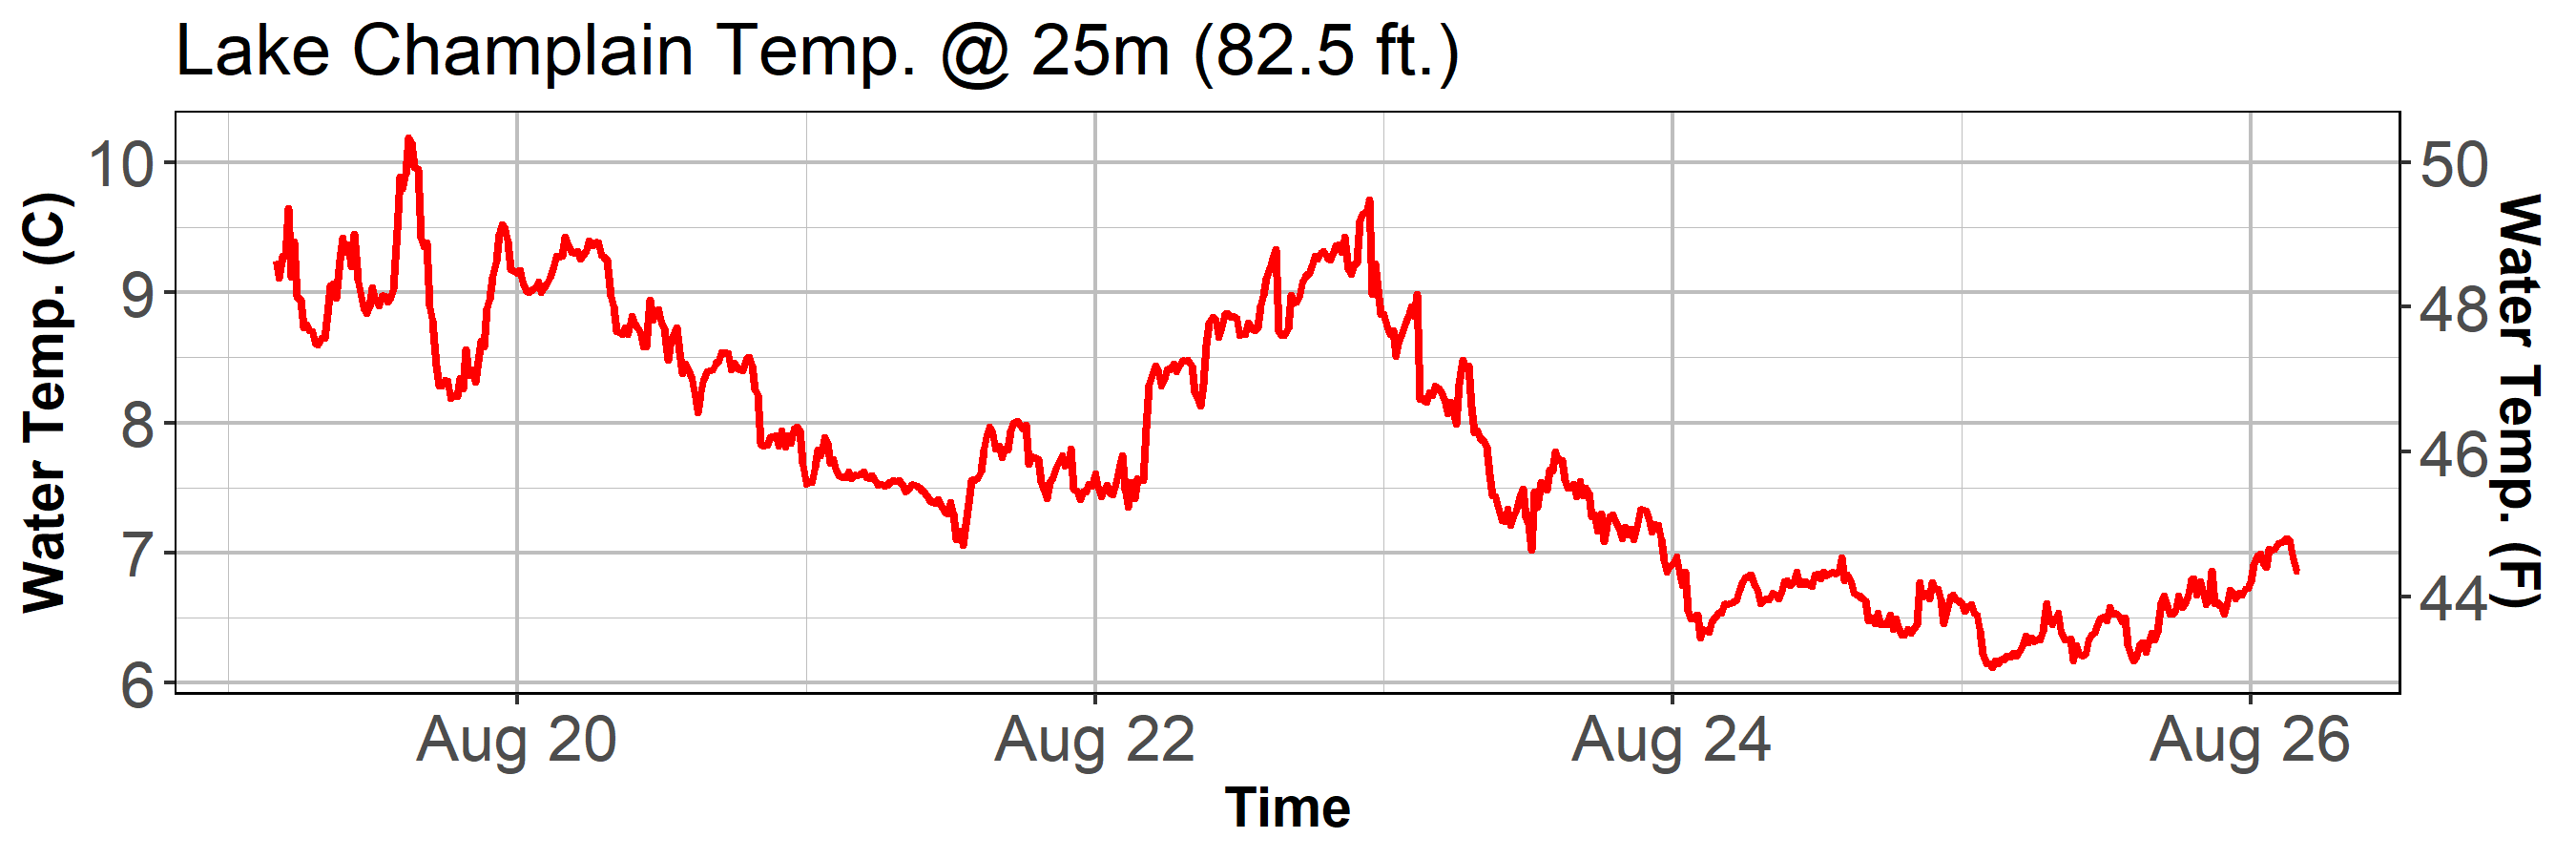 Lake Champlain Temp. @ 25m (82.5 ft.)
Water Temp. (C)
10
9
8
7
6
50
48
46
44
Water Temp. (F)
Aug 20 Aug 22 Aug 24 Aug 26
Time